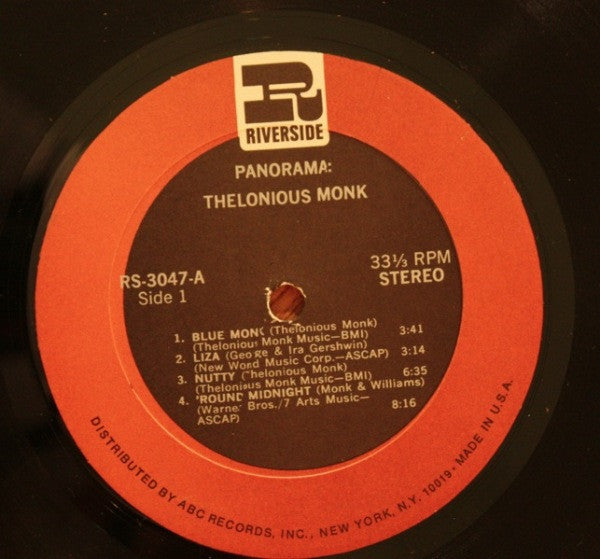 R
RIVERSIDE
PANORAMA:
THELONIOUS MONK
RS-3047-A
Side 1
33⅓ RPM
STEREO
1. BLUE MONK (Thelonious Monk)
(Thelonious Monk Music—BMI) 3:41
2. LIZA (George & Ira Gershwin)
(New World Music Corp.—ASCAP) 3:14
3. NUTTY (Thelonious Monk)
(Thelonious Monk Music—BMI) 6:35
4. 'ROUND MIDNIGHT (Monk & Williams)
(Warner Bros./7 Arts Music—
ASCAP) 8:16
DISTRIBUTED BY ABC RECORDS, INC., NEW YORK, N.Y. 10019 • MADE IN U.S.A.